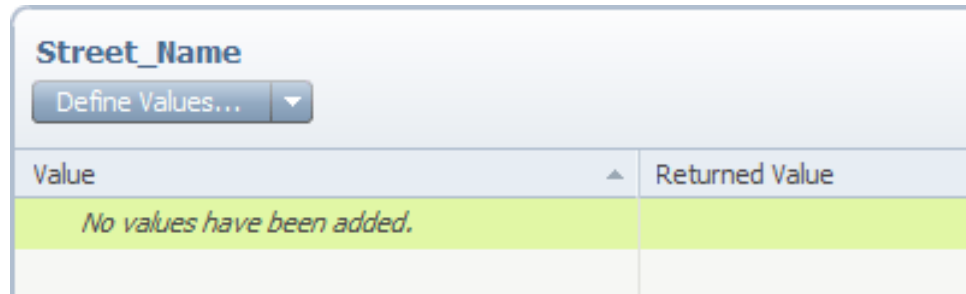 Street_Name
Define Values...
Value Returned Value
No values have been added.